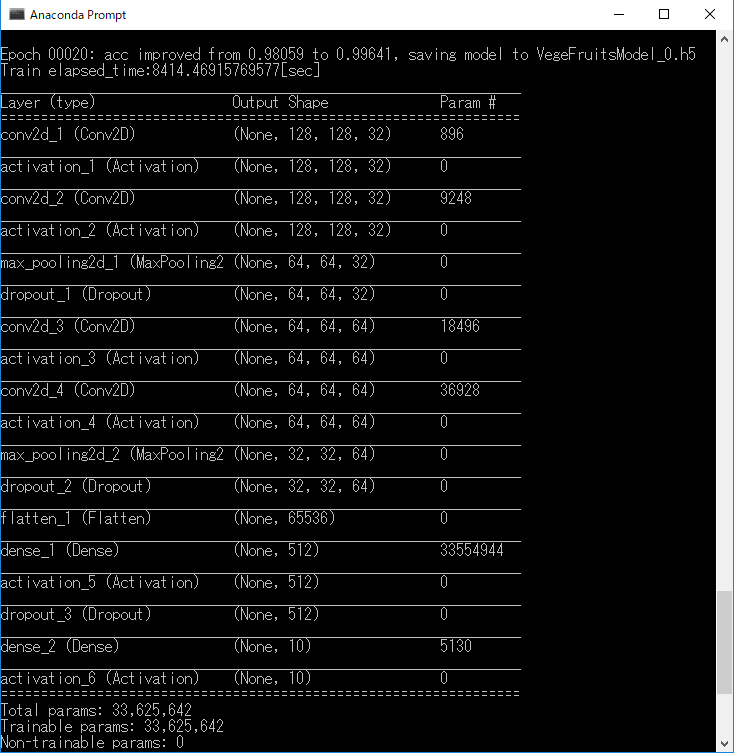 Anaconda Prompt
Epoch 00020: acc improved from 0.98059 to 0.99641, saving model to VegeFruitsModel_0.h5
Train elapsed_time:8414.46915769577[sec]
Layer (type) Output Shape Param #
conv2d_1 (Conv2D) (None, 128, 128, 32) 896
activation_1 (Activation) (None, 128, 128, 32) 0
conv2d_2 (Conv2D) (None, 128, 128, 32) 9248
activation_2 (Activation) (None, 128, 128, 32) 0
max_pooling2d_1 (MaxPooling2 (None, 64, 64, 32) 0
dropout_1 (Dropout) (None, 64, 64, 32) 0
conv2d_3 (Conv2D) (None, 64, 64, 64) 18496
activation_3 (Activation) (None, 64, 64, 64) 0
conv2d_4 (Conv2D) (None, 64, 64, 64) 36928
activation_4 (Activation) (None, 64, 64, 64) 0
max_pooling2d_2 (MaxPooling2 (None, 32, 32, 64) 0
dropout_2 (Dropout) (None, 32, 32, 64) 0
flatten_1 (Flatten) (None, 65536) 0
dense_1 (Dense) (None, 512) 33554944
activation_5 (Activation) (None, 512) 0
dropout_3 (Dropout) (None, 512) 0
dense_2 (Dense) (None, 10) 5130
activation_6 (Activation) (None, 10) 0
Total params: 33,625,642
Trainable params: 33,625,642
Non-trainable params: 0